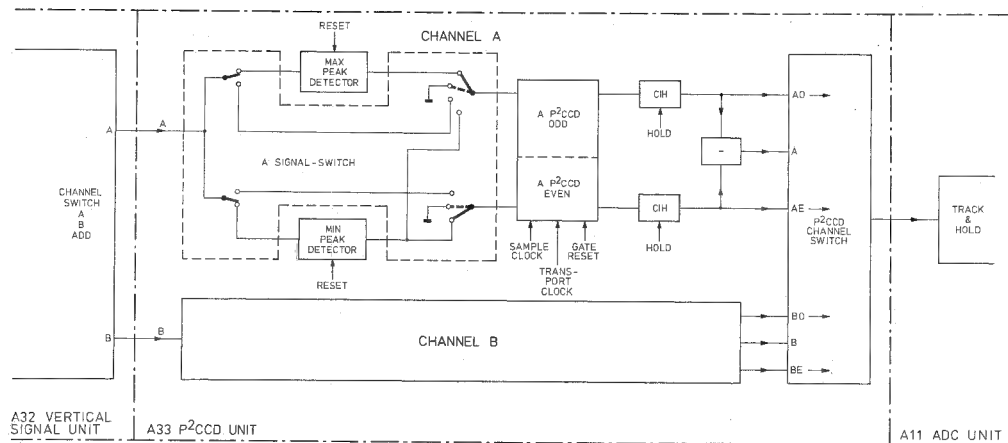 RESET
CHANNEL A
MAX
PEAK
DETECTOR
A
A
A SIGNAL-SWITCH
A P²CCD
ODD
A P²CCD
EVEN
CIH
HOLD
AO
-
A
CHANNEL
SWITCH
A
B
ADD
MIN
PEAK
DETECTOR
RESET
CIH
HOLD
AE
P²CCD
CHANNEL
SWITCH
TRACK
&
HOLD
SAMPLE
CLOCK
GATE
RESET
TRANS-
PORT
CLOCK
B
B
CHANNEL B
BO
B
BE
A32 VERTICAL
SIGNAL UNIT
A33 P²CCD UNIT
A11 ADC UNIT